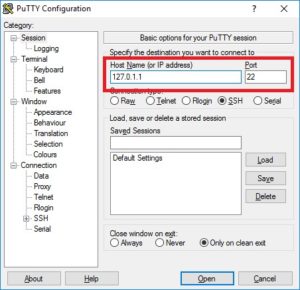 PuTTY Configuration
Category:
Session
Logging
Terminal
Keyboard
Bell
Features
Window
Appearance
Behaviour
Translation
Selection
Colours
Connection
Data
Proxy
Telnet
Rlogin
SSH
Serial
Basic options for your PuTTY session
Specify the destination you want to connect to
Host Name (or IP address) Port
127.0.1.1 22
Connection type:
Raw Telnet Rlogin SSH Serial
Load, save or delete a stored session
Saved Sessions
Default Settings
Load
Save
Delete
Close window on exit:
Always Never Only on clean exit
About Help Open Cancel